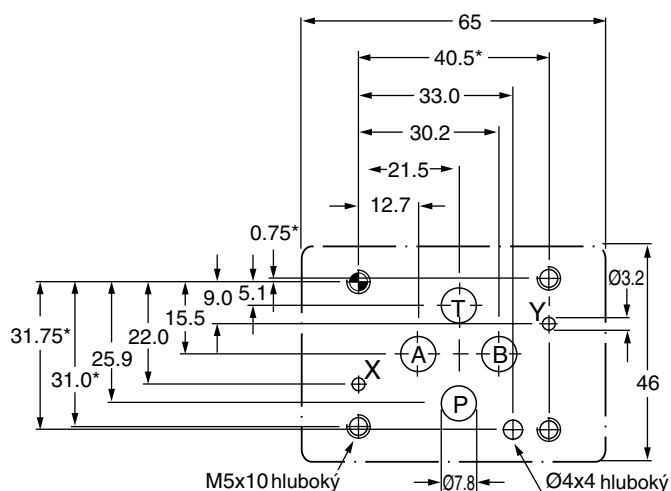 65
40.5*
33.0
30.2
21.5
12.7
0.75*
5.1
9.0
15.5
22.0
25.9
31.0*
31.75*
T
Y
Ø3.2
A
B
X
P
46
M5x10 hluboký
Ø7.8
Ø4x4 hluboký